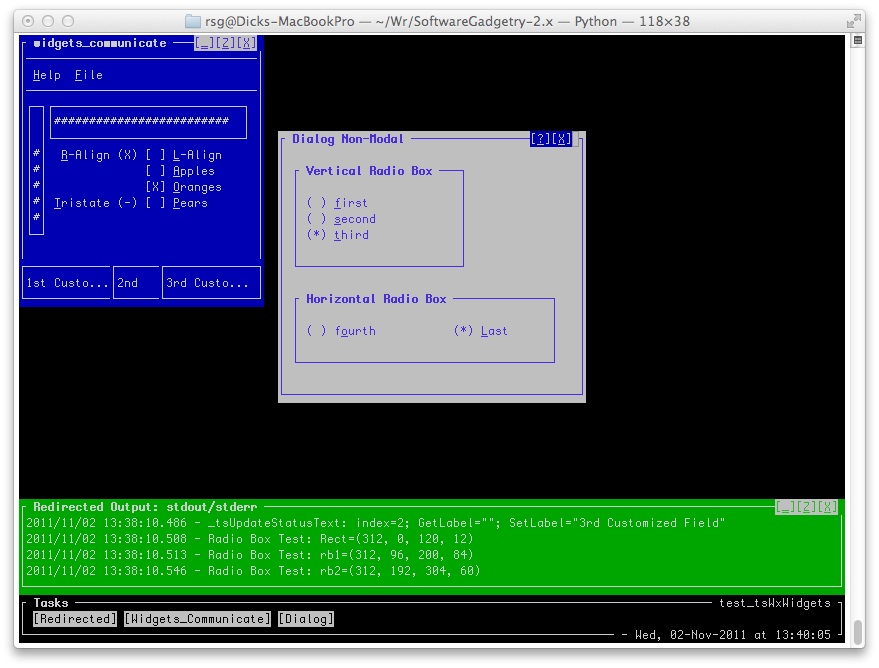 rsg@Dicks-MacBookPro — ~/Wr/SoftwareGadgetry-2.x — Python — 118×38
widgets_communicate [_][Z][X]
Help File
#########################
# R-Align (X) [ ] L-Align
# [ ] Apples
# [X] Oranges
# Tristate (-) [ ] Pears
#
1st Custo... 2nd 3rd Custo...
Dialog Non-Modal [?][X]
Vertical Radio Box
( ) first
( ) second
(*) third
Horizontal Radio Box
( ) fourth (*) Last
Redirected Output: stdout/stderr [_][Z][X]
2011/11/02 13:38:10.486 - _tsUpdateStatusText: index=2; GetLabel=""; SetLabel="3rd Customized Field"
2011/11/02 13:38:10.508 - Radio Box Test: Rect=(312, 0, 120, 12)
2011/11/02 13:38:10.513 - Radio Box Test: rb1=(312, 96, 200, 84)
2011/11/02 13:38:10.546 - Radio Box Test: rb2=(312, 192, 304, 60)
Tasks test_tsWxWidgets
[Redirected] [Widgets_Communicate] [Dialog]
- Wed, 02-Nov-2011 at 13:40:05